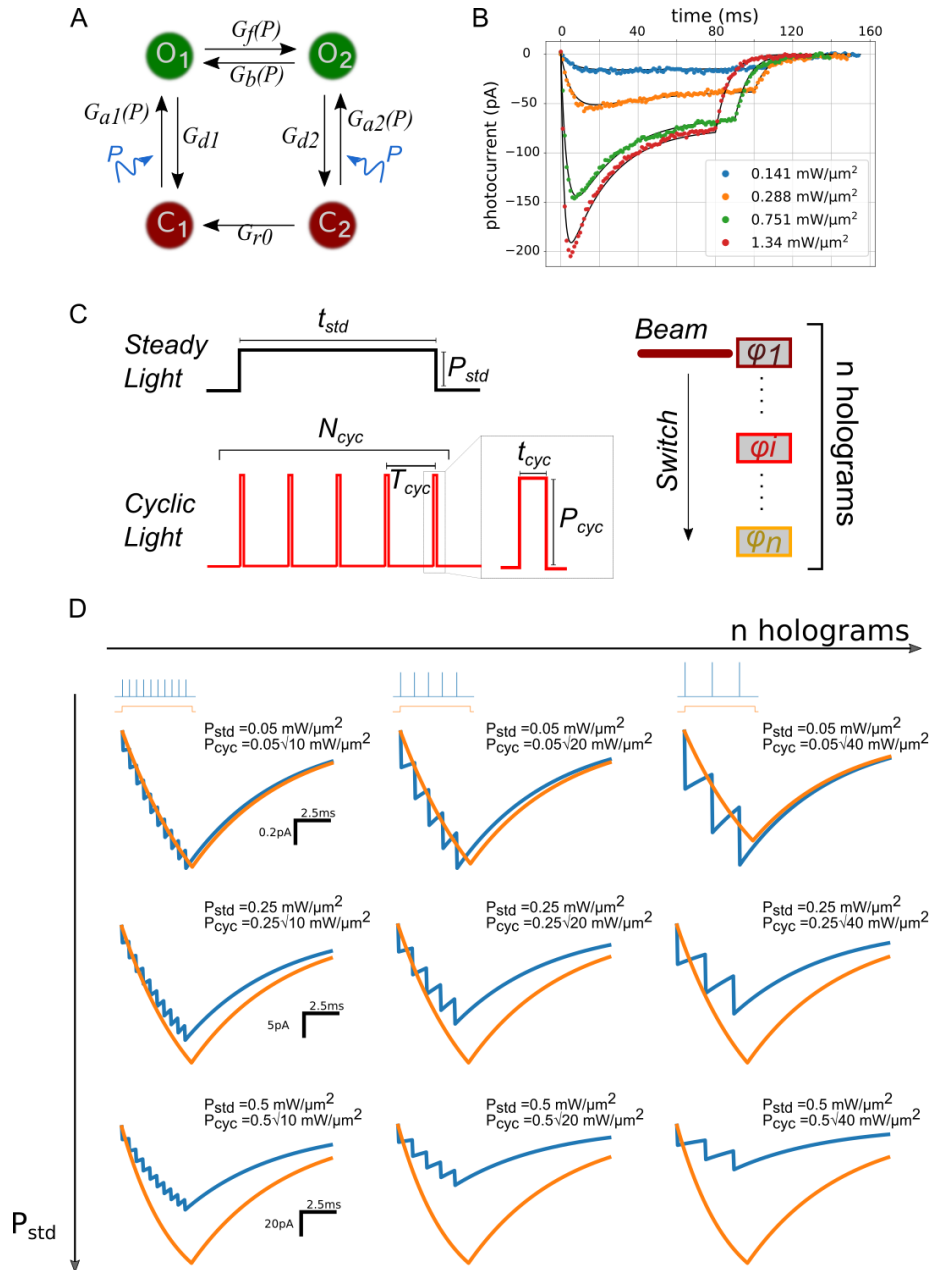 A
O1
Gf(P)
Gb(P)
O2
Ga1(P)
Gd1
Gd2
Ga2(P)
P
P
C1
Gr0
C2
B
time (ms)
0 40 80 120 160
photocurrent (pA)
0
−50
−100
−150
−200
0.141 mW/μm²
0.288 mW/μm²
0.751 mW/μm²
1.34 mW/μm²
C
Steady
Light
tstd
Pstd
Cyclic
Light
Ncyc
Tcyc
tcyc
Pcyc
Beam
φ1
Switch
φi
φn
n holograms
D
n holograms
Pstd
Pstd =0.05 mW/μm²
Pcyc =0.05√10 mW/μm²
2.5ms
0.2pA
Pstd =0.05 mW/μm²
Pcyc =0.05√20 mW/μm²
Pstd =0.05 mW/μm²
Pcyc =0.05√40 mW/μm²
Pstd =0.25 mW/μm²
Pcyc =0.25√10 mW/μm²
2.5ms
5pA
Pstd =0.25 mW/μm²
Pcyc =0.25√20 mW/μm²
Pstd =0.25 mW/μm²
Pcyc =0.25√40 mW/μm²
Pstd =0.5 mW/μm²
Pcyc =0.5√10 mW/μm²
2.5ms
20pA
Pstd =0.5 mW/μm²
Pcyc =0.5√20 mW/μm²
Pstd =0.5 mW/μm²
Pcyc =0.5√40 mW/μm²